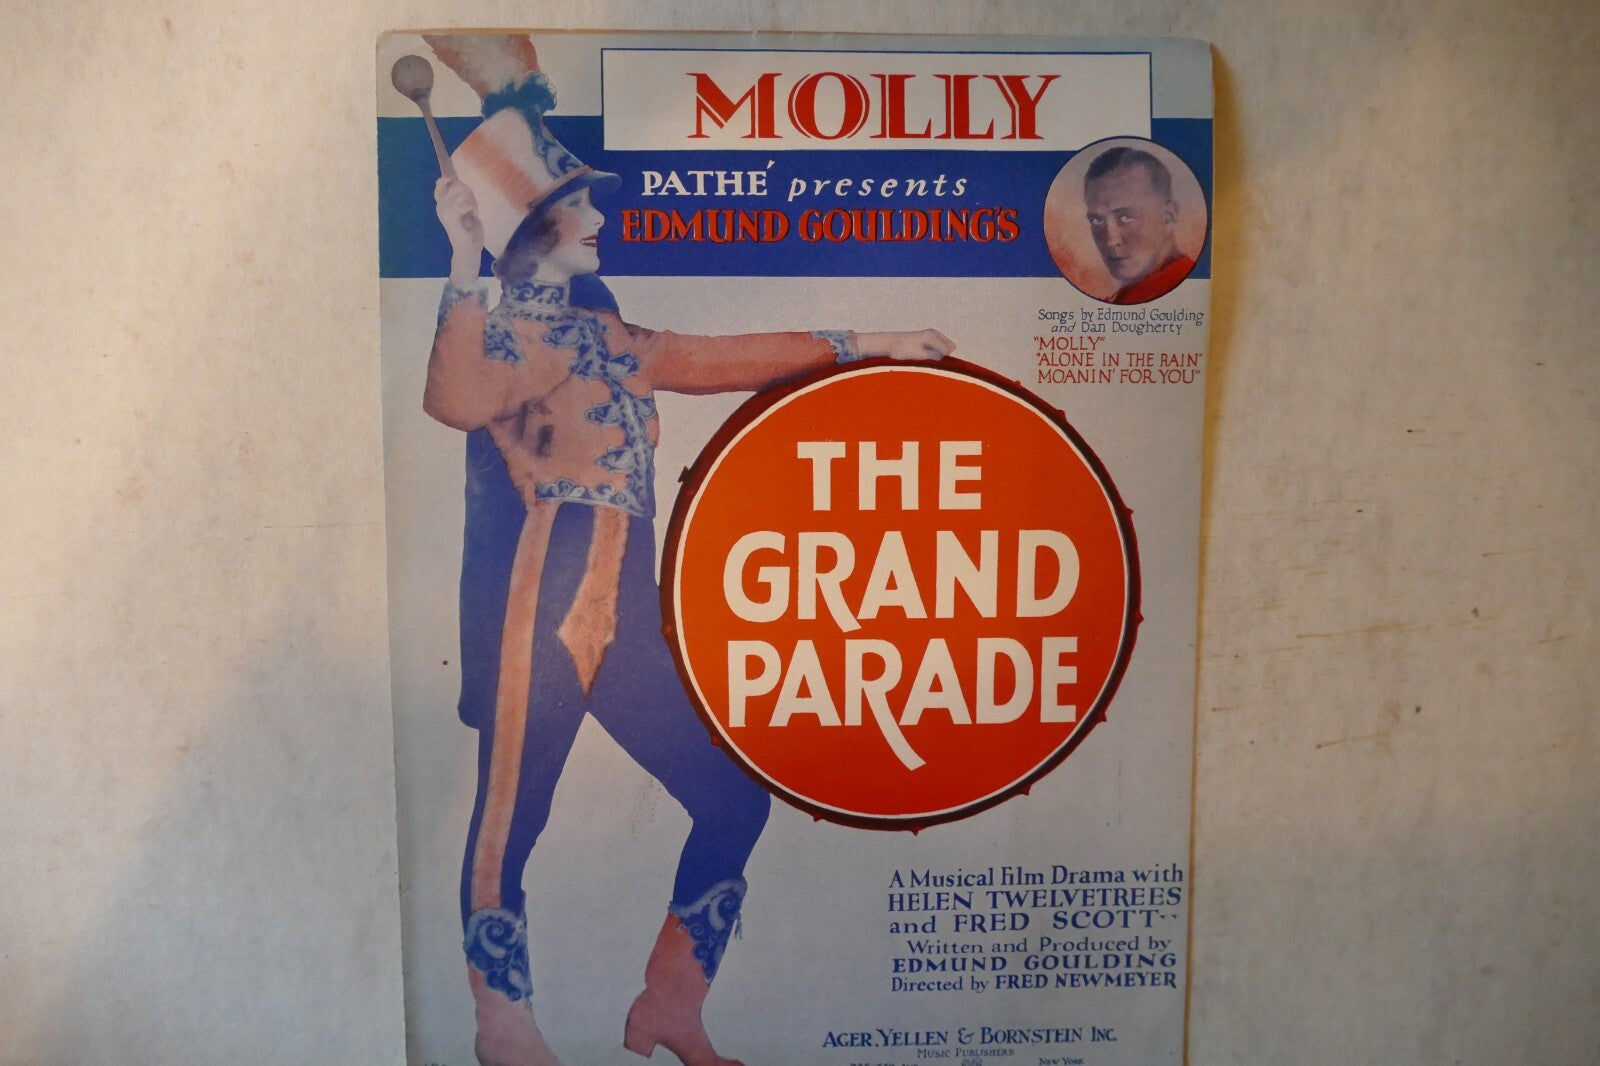 MOLLY
PATHÉ presents
EDMUND GOULDING'S
Songs by Edmund Goulding
and Dan Dougherty
"MOLLY"
"ALONE IN THE RAIN"
MOANIN' FOR YOU"
THE
GRAND
PARADE
A Musical Film Drama with
HELEN TWELVETREES
and FRED SCOTT
Written and Produced by
EDMUND GOULDING
Directed by FRED NEWMEYER
AGER, YELLEN & BORNSTEIN INC.
MUSIC PUBLISHERS
NEW YORK